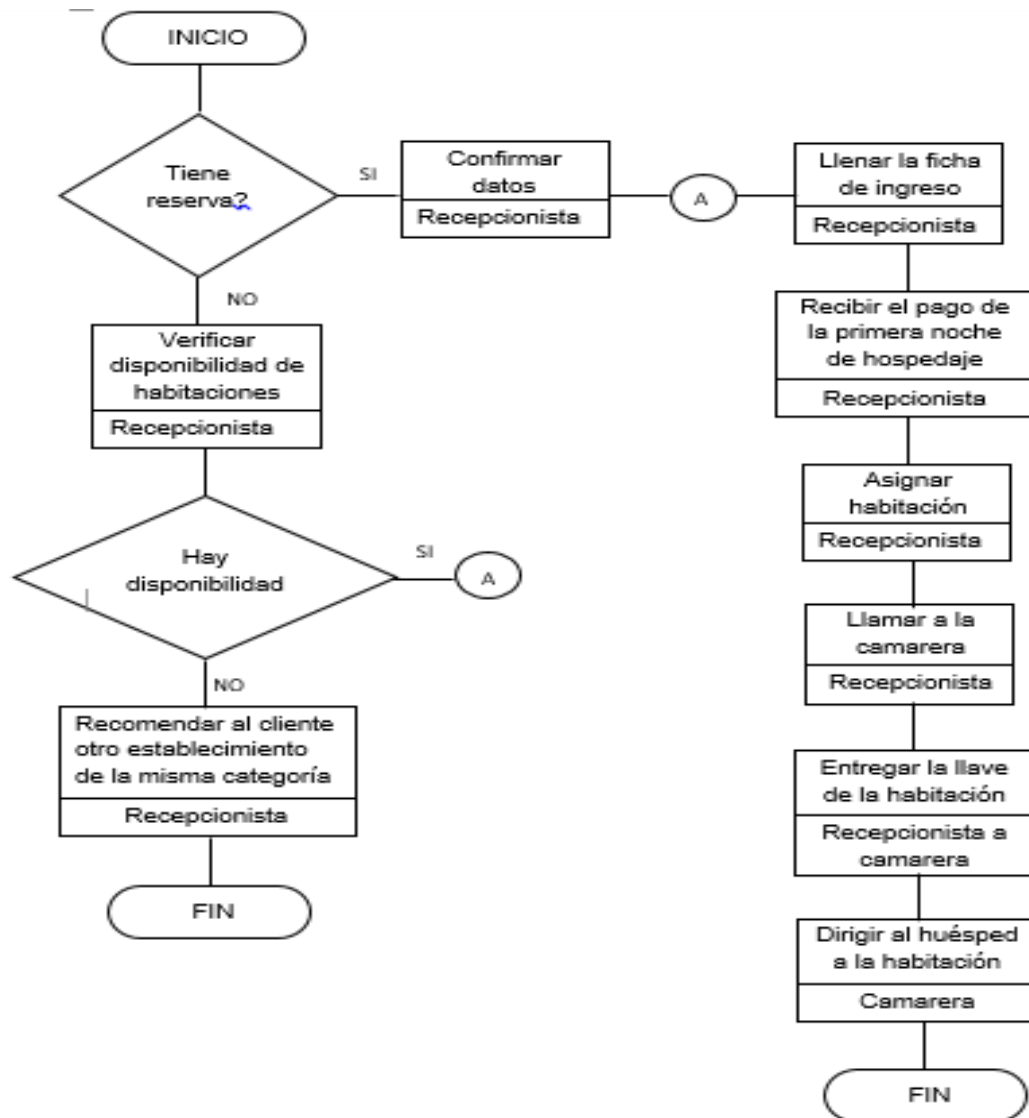 INICIO
Tiene
reserva?
SI
Confirmar
datos
Recepcionista
A
Llenar la ficha
de ingreso
Recepcionista
NO
Verificar
disponibilidad de
habitaciones
Recepcionista
Recibir el pago de
la primera noche
de hospedaje
Recepcionista
Hay
disponibilidad
SI
A
Asignar
habitación
Recepcionista
Llamar a la
camarera
Recepcionista
NO
Recomendar al cliente
otro establecimiento
de la misma categoría
Recepcionista
FIN
Entregar la llave
de la habitación
Recepcionista a
camarera
Dirigir al huésped
a la habitación
Camarera
FIN